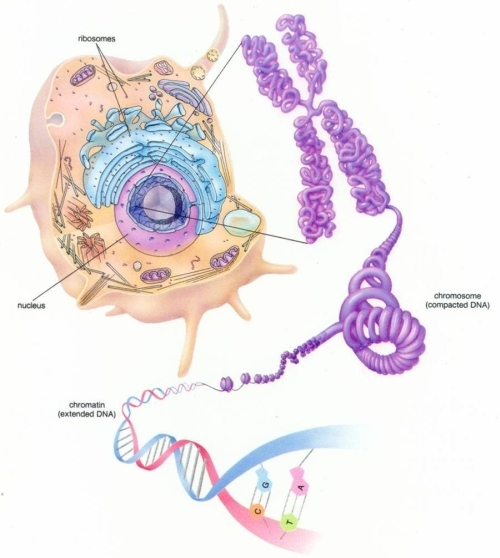 ribosomes
nucleus
chromosome
(compacted DNA)
chromatin
(extended DNA)
G
A
C
T